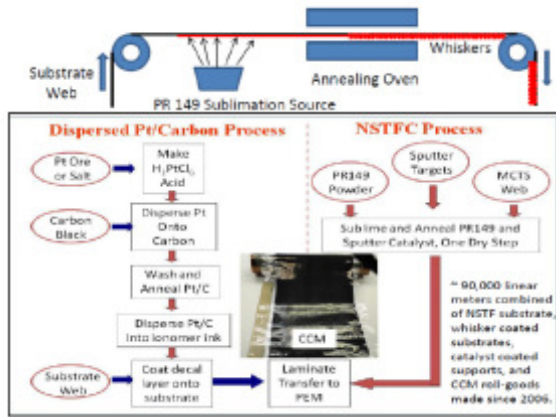 Substrate
Web
PR 149 Sublimation Source
Annealing Oven
Whiskers
Dispersed Pt/Carbon Process
Pt Ore
or Salt
Make
H₂PtCl₆
Acid
Carbon
Black
Disperse Pt
Onto
Carbon
Wash and
Anneal Pt/C
Disperse Pt/C
into ionomer ink
Substrate
Web
Coat decal
layer onto
substrate
NSTFC Process
PR149
Powder
Sputter
Targets
MCTS
Web
Sublime and Anneal PR149 and
Sputter Catalyst, One Dry Step
CCM
Laminate
Transfer to
PEM
~ 90,000 linear
meters combined
of NSTF substrate,
whisker coated
substrates,
catalyst coated
supports, and
CCM roll-goods
made since 2006.